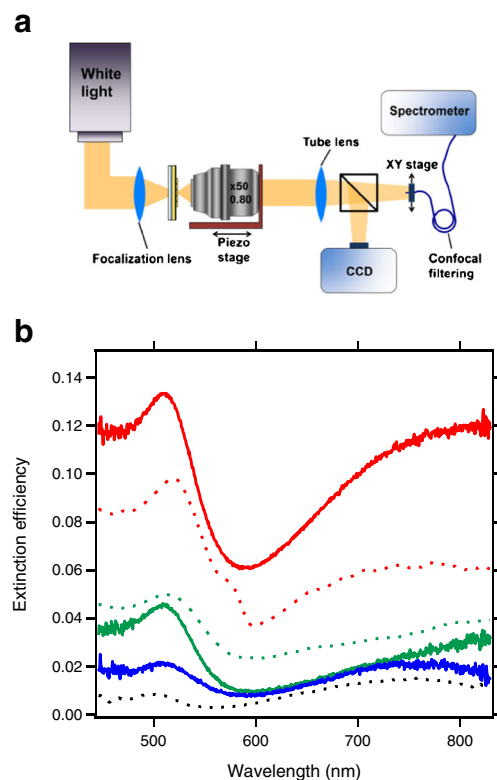 a
White
light
Spectrometer
Tube lens
XY stage
x50
0.80
Focalization lens
Piezo
stage
CCD
Confocal
filtering
b
0.14
0.12
0.10
0.08
0.06
0.04
0.02
0.00
Extinction efficiency
500
600
700
800
Wavelength (nm)